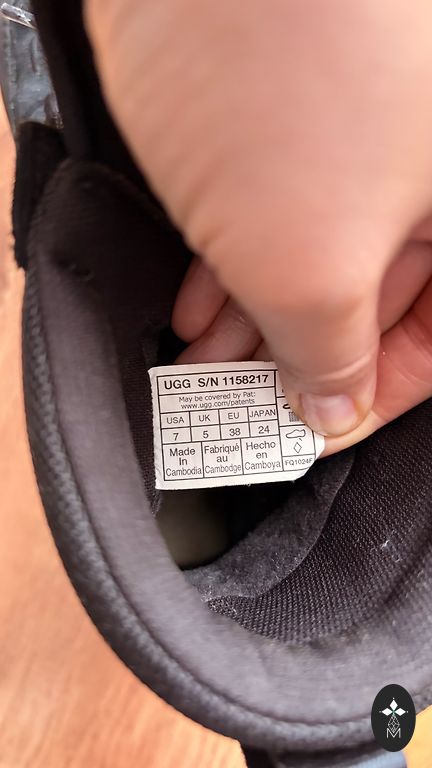 UGG S/N 1158217
May be covered by Pat:
www.ugg.com/patents
USA UK EU JAPAN
7 5 38 24
Made in Cambodia
Fabriqué au Cambodge
Hecho en Camboya
FQ1024F
M